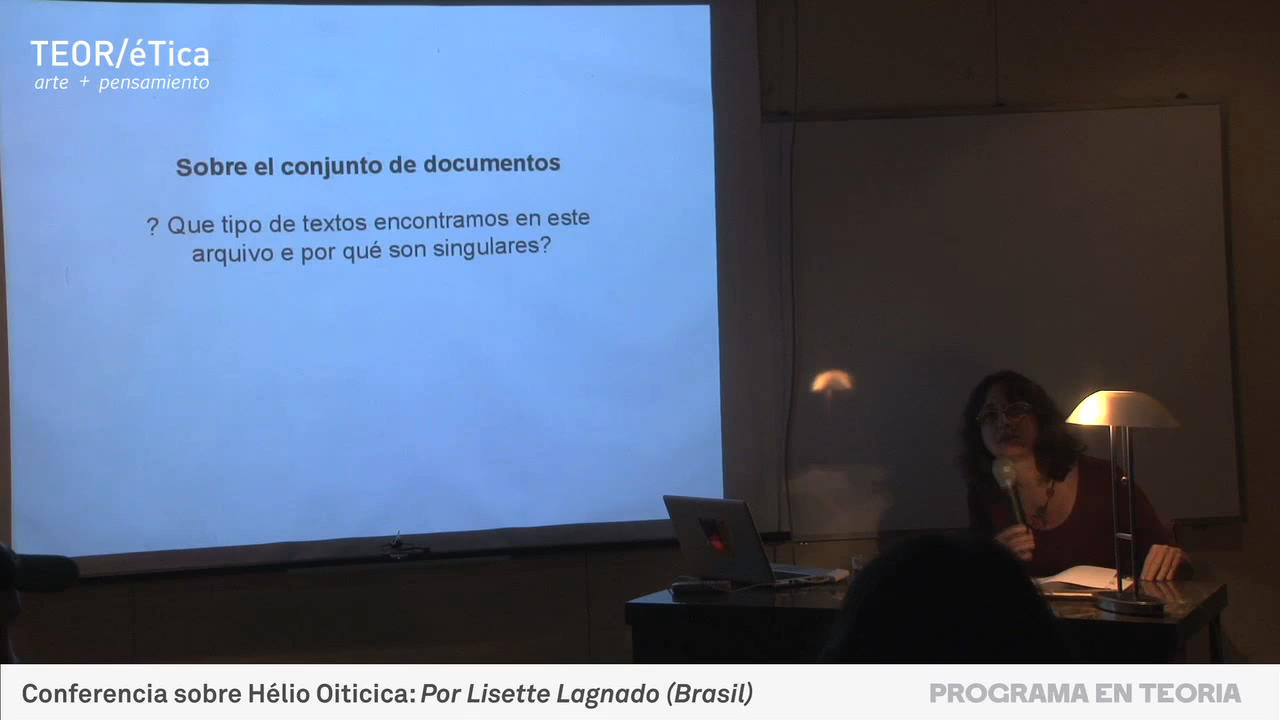 TEOR/éTica
arte + pensamiento
Sobre el conjunto de documentos
? Que tipo de textos encontramos en este
arquivo e por qué son singulares?
Conferencia sobre Hélio Oiticica: Por Lisette Lagnado (Brasil)
PROGRAMA EN TEORIA